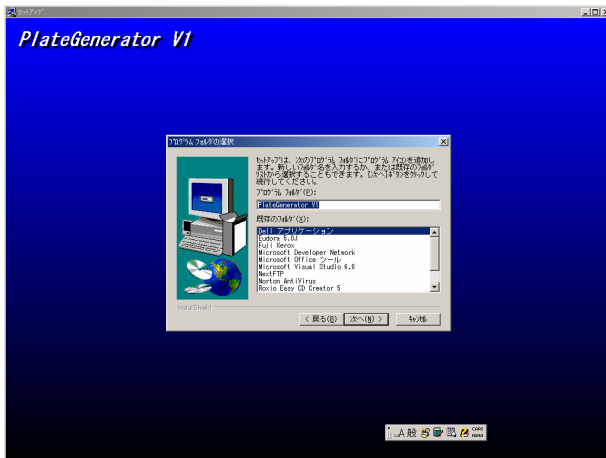 セットアップ
PlateGenerator V1
プログラム フォルダの選択
セットアップは、次のプログラム フォルダにプログラム アイコンを追加し
ます。新しいフォルダ名を入力するか、または既存のフォルダ
リストから選択することもできます。[次へ]ボタンをクリックして
続行してください。
プログラム フォルダ(P):
PlateGenerator V1
既存のフォルダ(X):
Dell アプリケーション
Eudora 5.0J
Fuji Xerox
Microsoft Developer Network
Microsoft Office ツール
Microsoft Visual Studio 6.0
NextFTP
Norton AntiVirus
Roxio Easy CD Creator 5
InstallShield
< 戻る(B)
次へ(N) >
キャンセル
A 般
CAPS
KANA